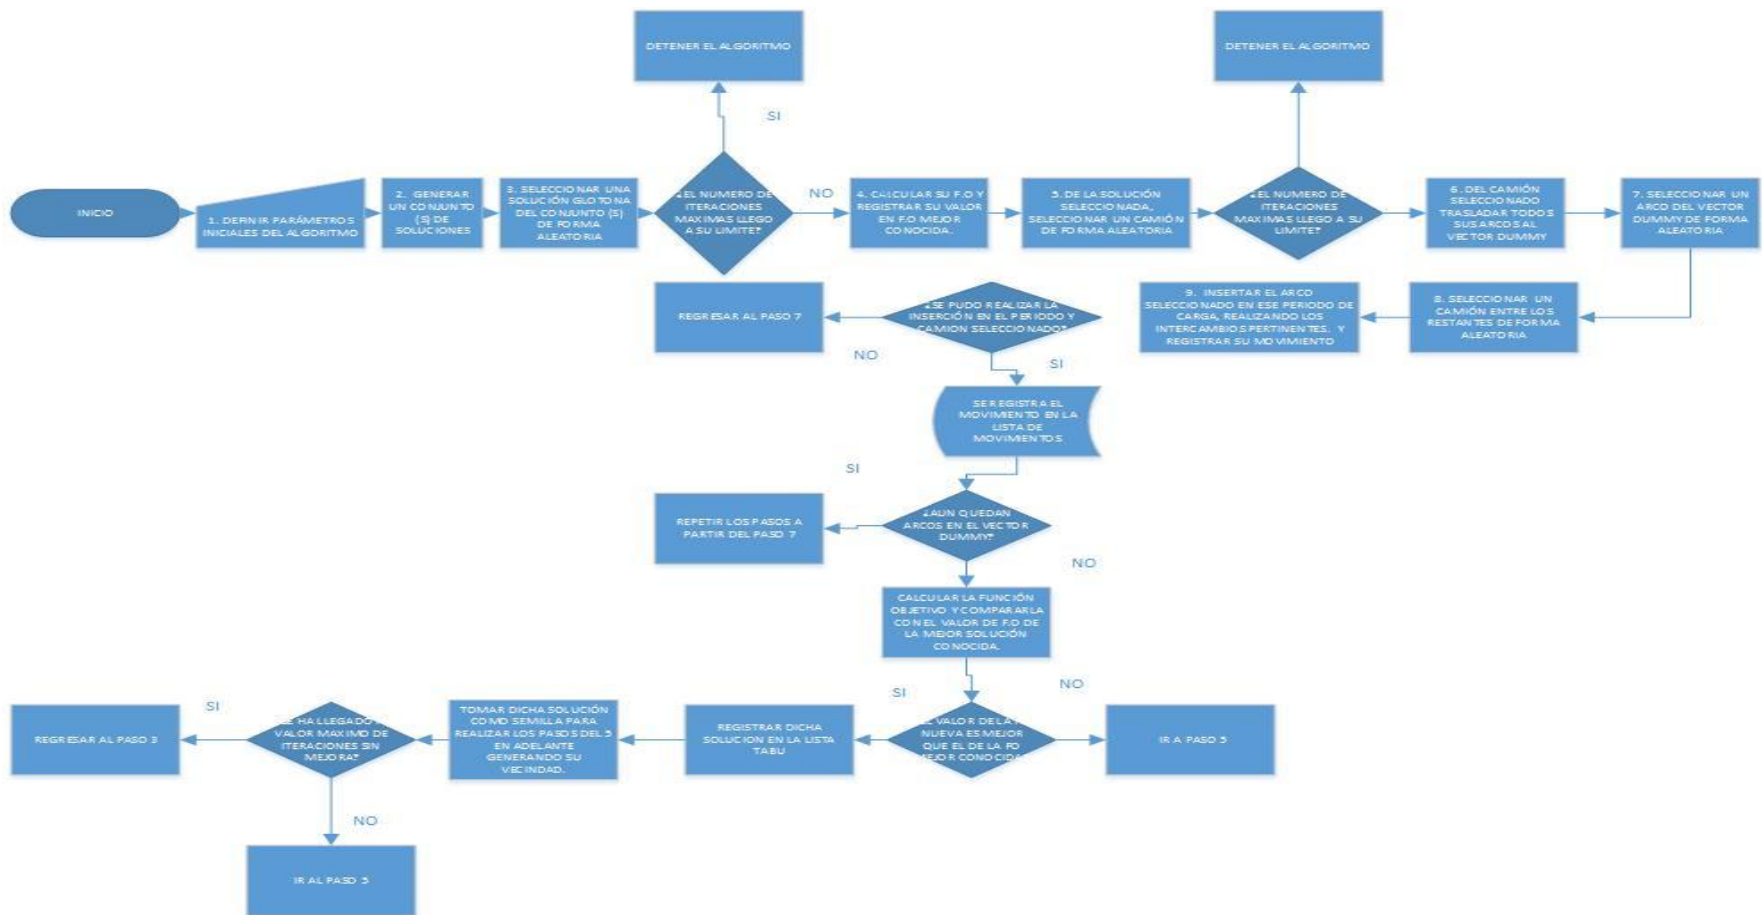 DETENER EL ALGORITMO
DETENER EL ALGORITMO
SI
INICIO
1. DEFINIR PARÁMETROS
INICIALES DEL ALGORITMO
2. GENERAR
UN CONJUNTO
(S) DE
SOLUCIONES
3. SELECCIONAR UNA
SOLUCIÓN GLOTONA
DEL CONJUNTO (S)
DE FORMA
ALEATORIA
¿EL NUMERO DE
ITERACIONES
MAXIMAS LLEGO
A SU LIMITE?
NO
4. CALCULAR SU F.O Y
REGISTRAR SU VALOR
EN F.O MEJOR
CONOCIDA.
5. DE LA SOLUCIÓN
SELECCIONADA,
SELECCIONAR UN CAMIÓN
DE FORMA ALEATORIA
¿EL NUMERO DE
ITERACIONES
MAXIMAS LLEGO A SU
LIMITE?
6. DEL CAMIÓN
SELECCIONADO
TRASLADAR TODOS
SUS ARCOS AL
VECTOR DUMMY
7. SELECCIONAR UN
ARCO DEL VECTOR
DUMMY DE FORMA
ALEATORIA
REGRESAR AL PASO 7
¿SE PUDO REALIZAR LA
INSERCIÓN EN EL PERIODO Y
CAMION SELECCIONADO?
9. INSERTAR EL ARCO
SELECCIONADO EN ESE PERIODO DE
CARGA, REALIZANDO LOS
INTERCAMBIOS PERTINENTES. Y
REGISTRAR SU MOVIMIENTO
8. SELECCIONAR UN
CAMIÓN ENTRE LOS
RESTANTES DE FORMA
ALEATORIA
NO
SI
SE REGISTRA EL
MOVIMIENTO EN LA
LISTA DE
MOVIMIENTOS
SI
REPETIR LOS PASOS A
PARTIR DEL PASO 7
¿AUN QUEDAN
ARCOS EN EL VECTOR
DUMMY?
NO
CALCULAR LA FUNCIÓN
OBJETIVO Y COMPARARLA
CON EL VALOR DE F.O DE
LA MEJOR SOLUCIÓN
CONOCIDA.
SI
NO
SI
REGRESAR AL PASO 3
HA LLEGADO
VALOR MAXIMO DE
ITERACIONES SIN
MEJORA?
TOMAR DICHA SOLUCIÓN
COMO SEMILLA PARA
REALIZAR LOS PASOS DEL 5
EN ADELANTE
GENERANDO SU
VECINDAD.
REGISTRAR DICHA
SOLUCION EN LA LISTA
TABU
VALOR DE LA
NUEVA ES MEJOR
QUE EL DE LA FO
CONOCIDA
IR A PASO 5
NO
IR AL PASO 5